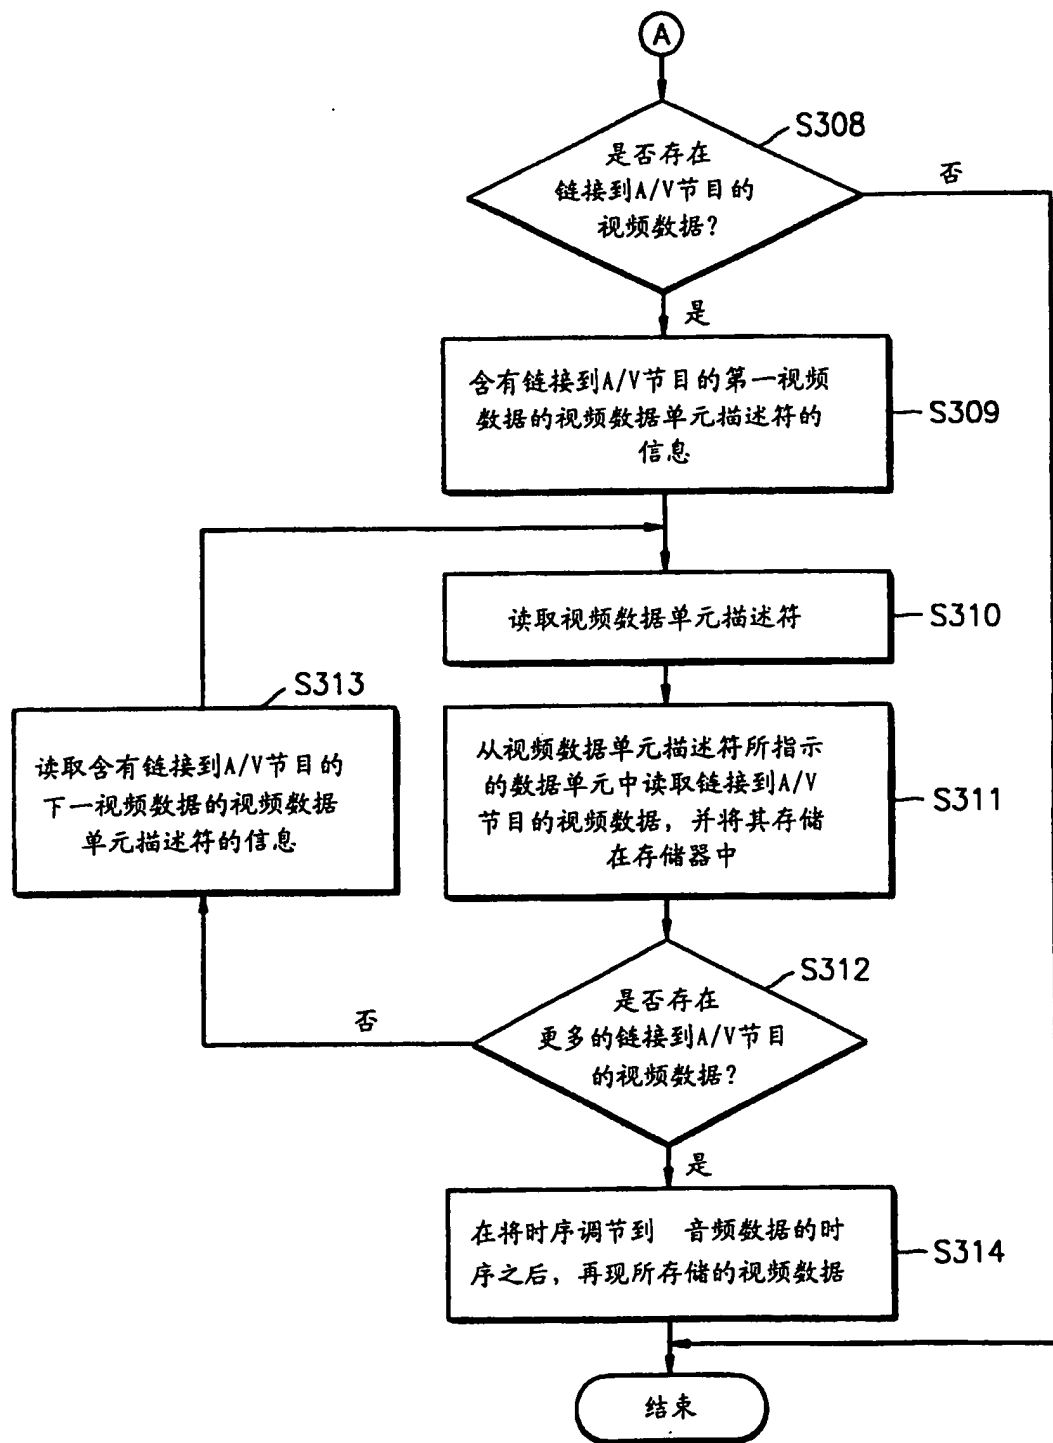 A
S308
是否存在
链接到A/V节目的
视频数据?
否
是
含有链接到A/V节目的第一视频
数据的视频数据单元描述符的
信息
S309
读取视频数据单元描述符
S310
S313
读取含有链接到A/V节目的
下一视频数据的视频数据
单元描述符的信息
从视频数据单元描述符所指示
的数据单元中读取链接到A/V
节目的视频数据，并将其存储
在存储器中
S311
S312
是否存在
更多的链接到A/V节目
的视频数据?
否
是
在将时序调节到 音频数据的时
序之后，再现所存储的视频数据
S314
结束